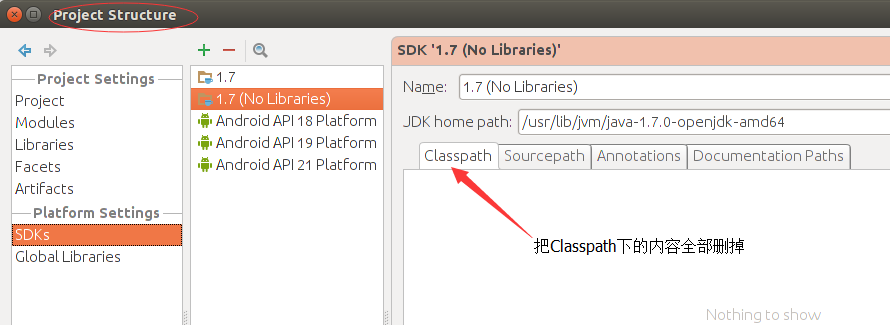 Project Structure
Project Settings
Project
Modules
Libraries
Facets
Artifacts
Platform Settings
SDKs
Global Libraries
1.7
1.7 (No Libraries)
Android API 18 Platform
Android API 19 Platform
Android API 21 Platform
SDK '1.7 (No Libraries)'
Name: 1.7 (No Libraries)
JDK home path: /usr/lib/jvm/java-1.7.0-openjdk-amd64
Classpath Sourcepath Annotations Documentation Paths
把Classpath下的内容全部删掉
Nothing to show